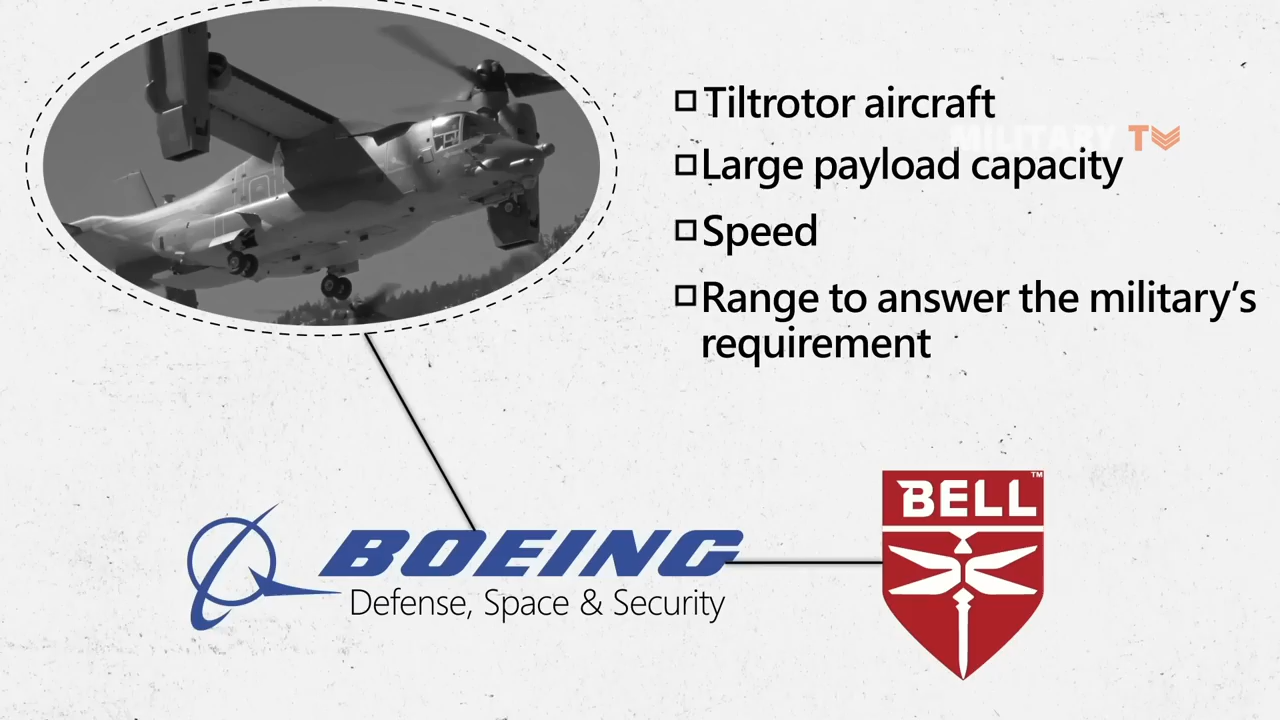 Tiltrotor aircraft
MILITARY TV
Large payload capacity
Speed
Range to answer the military's
requirement
BELL
TM
BOEING
Defense, Space & Security